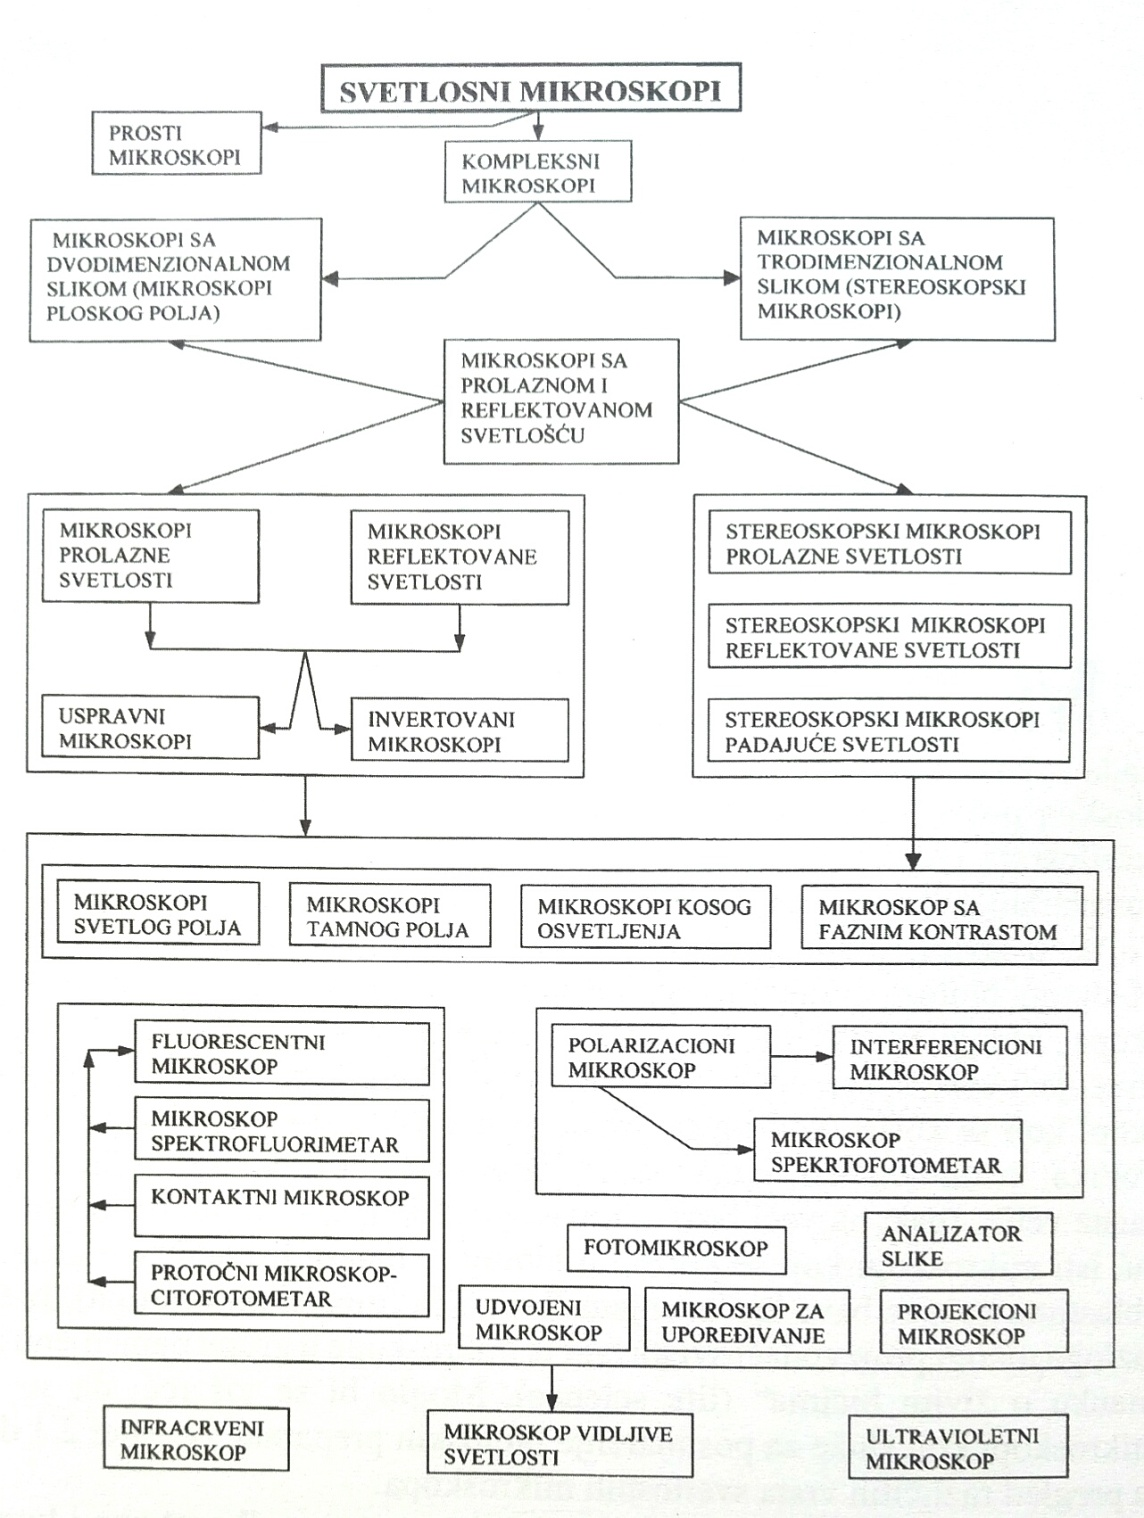 SVETLOSNI MIKROSKOPI
PROSTI
MIKROSKOPI
KOMPLEKSNI
MIKROSKOPI
MIKROSKOPI SA
DVODIMENZIONALNOM
SLIKOM (MIKROSKOPI
PLOSKOG POLJA)
MIKROSKOPI SA
TRODIMENZIONALNOM
SLIKOM (STEREOSKOPSKI
MIKROSKOPI)
MIKROSKOPI SA
PROLAZNOM I
REFLEKTOVANOM
SVETLOŠĆU
MIKROSKOPI
PROLAZNE
SVETLOSTI
MIKROSKOPI
REFLEKTOVANE
SVETLOSTI
USPRAVNI
MIKROSKOPI
INVERTOVANI
MIKROSKOPI
STEREOSKOPSKI MIKROSKOPI
PROLAZNE SVETLOSTI
STEREOSKOPSKI MIKROSKOPI
REFLEKTOVANE SVETLOSTI
STEREOSKOPSKI MIKROSKOPI
PADAJUĆE SVETLOSTI
MIKROSKOPI
SVETLOG POLJA
MIKROSKOPI
TAMNOG POLJA
MIKROSKOPI KOSOG
OSVETLJENJA
MIKROSKOP SA
FAZNIM KONTRASTOM
FLUORESCENTNI
MIKROSKOP
MIKROSKOP
SPEKTROFLUORIMETAR
KONTAKTNI MIKROSKOP
PROTOČNI MIKROSKOP-
CITOFOTOMETAR
POLARIZACIONI
MIKROSKOP
INTERFERENCIONI
MIKROSKOP
MIKROSKOP
SPEKRTOFOTOMETAR
FOTOMIKROSKOP
ANALIZATOR
SLIKE
UDVOJENI
MIKROSKOP
MIKROSKOP ZA
UPOREĐIVANJE
PROJEKCIONI
MIKROSKOP
INFRACRVENI
MIKROSKOP
MIKROSKOP VIDLJIVE
SVETLOSTI
ULTRAVIOLETNI
MIKROSKOP